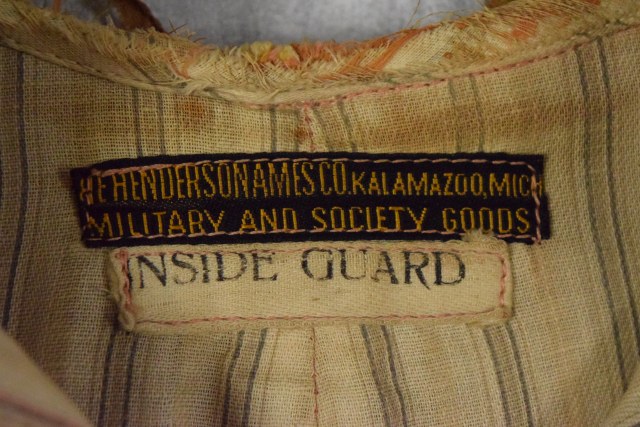 HE HENDERSON AMES CO. KALAMAZOO, MICH
MILITARY AND SOCIETY GOODS
INSIDE GUARD